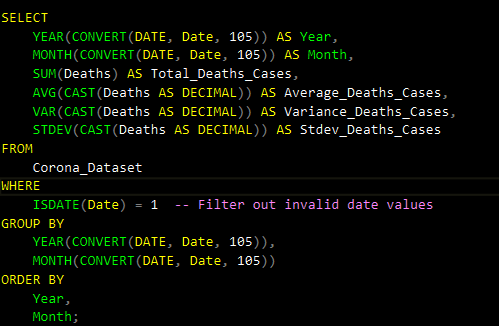 SELECT
    YEAR(CONVERT(DATE, Date, 105)) AS Year,
    MONTH(CONVERT(DATE, Date, 105)) AS Month,
    SUM(Deaths) AS Total_Deaths_Cases,
    AVG(CAST(Deaths AS DECIMAL)) AS Average_Deaths_Cases,
    VAR(CAST(Deaths AS DECIMAL)) AS Variance_Deaths_Cases,
    STDEV(CAST(Deaths AS DECIMAL)) AS Stdev_Deaths_Cases
FROM
    Corona_Dataset
WHERE
    ISDATE(Date) = 1  -- Filter out invalid date values
GROUP BY
    YEAR(CONVERT(DATE, Date, 105)),
    MONTH(CONVERT(DATE, Date, 105))
ORDER BY
    Year,
    Month;